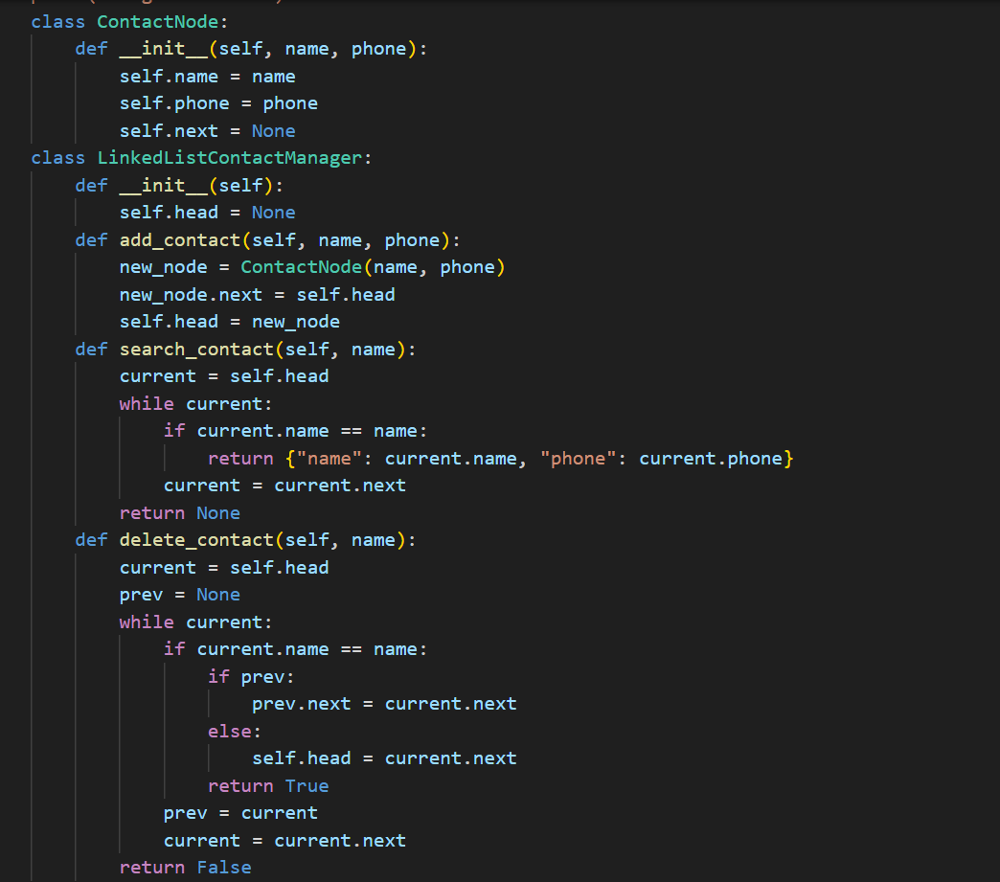 class ContactNode:
    def __init__(self, name, phone):
        self.name = name
        self.phone = phone
        self.next = None
class LinkedListContactManager:
    def __init__(self):
        self.head = None
    def add_contact(self, name, phone):
        new_node = ContactNode(name, phone)
        new_node.next = self.head
        self.head = new_node
    def search_contact(self, name):
        current = self.head
        while current:
            if current.name == name:
                return {"name": current.name, "phone": current.phone}
            current = current.next
        return None
    def delete_contact(self, name):
        current = self.head
        prev = None
        while current:
            if current.name == name:
                if prev:
                    prev.next = current.next
                else:
                    self.head = current.next
                return True
            prev = current
            current = current.next
        return False